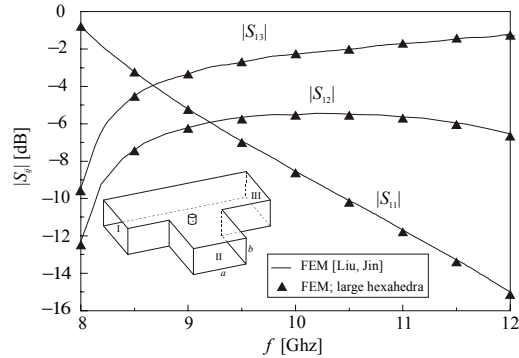 0
−2
−4
−6
−8
−10
−12
−14
−16
|S_ij| [dB]
|S₁₃|
|S₁₂|
|S₁₁|
I
II
III
a
b
FEM [Liu, Jin]
FEM; large hexahedra
8 9 10 11 12
f [Ghz]